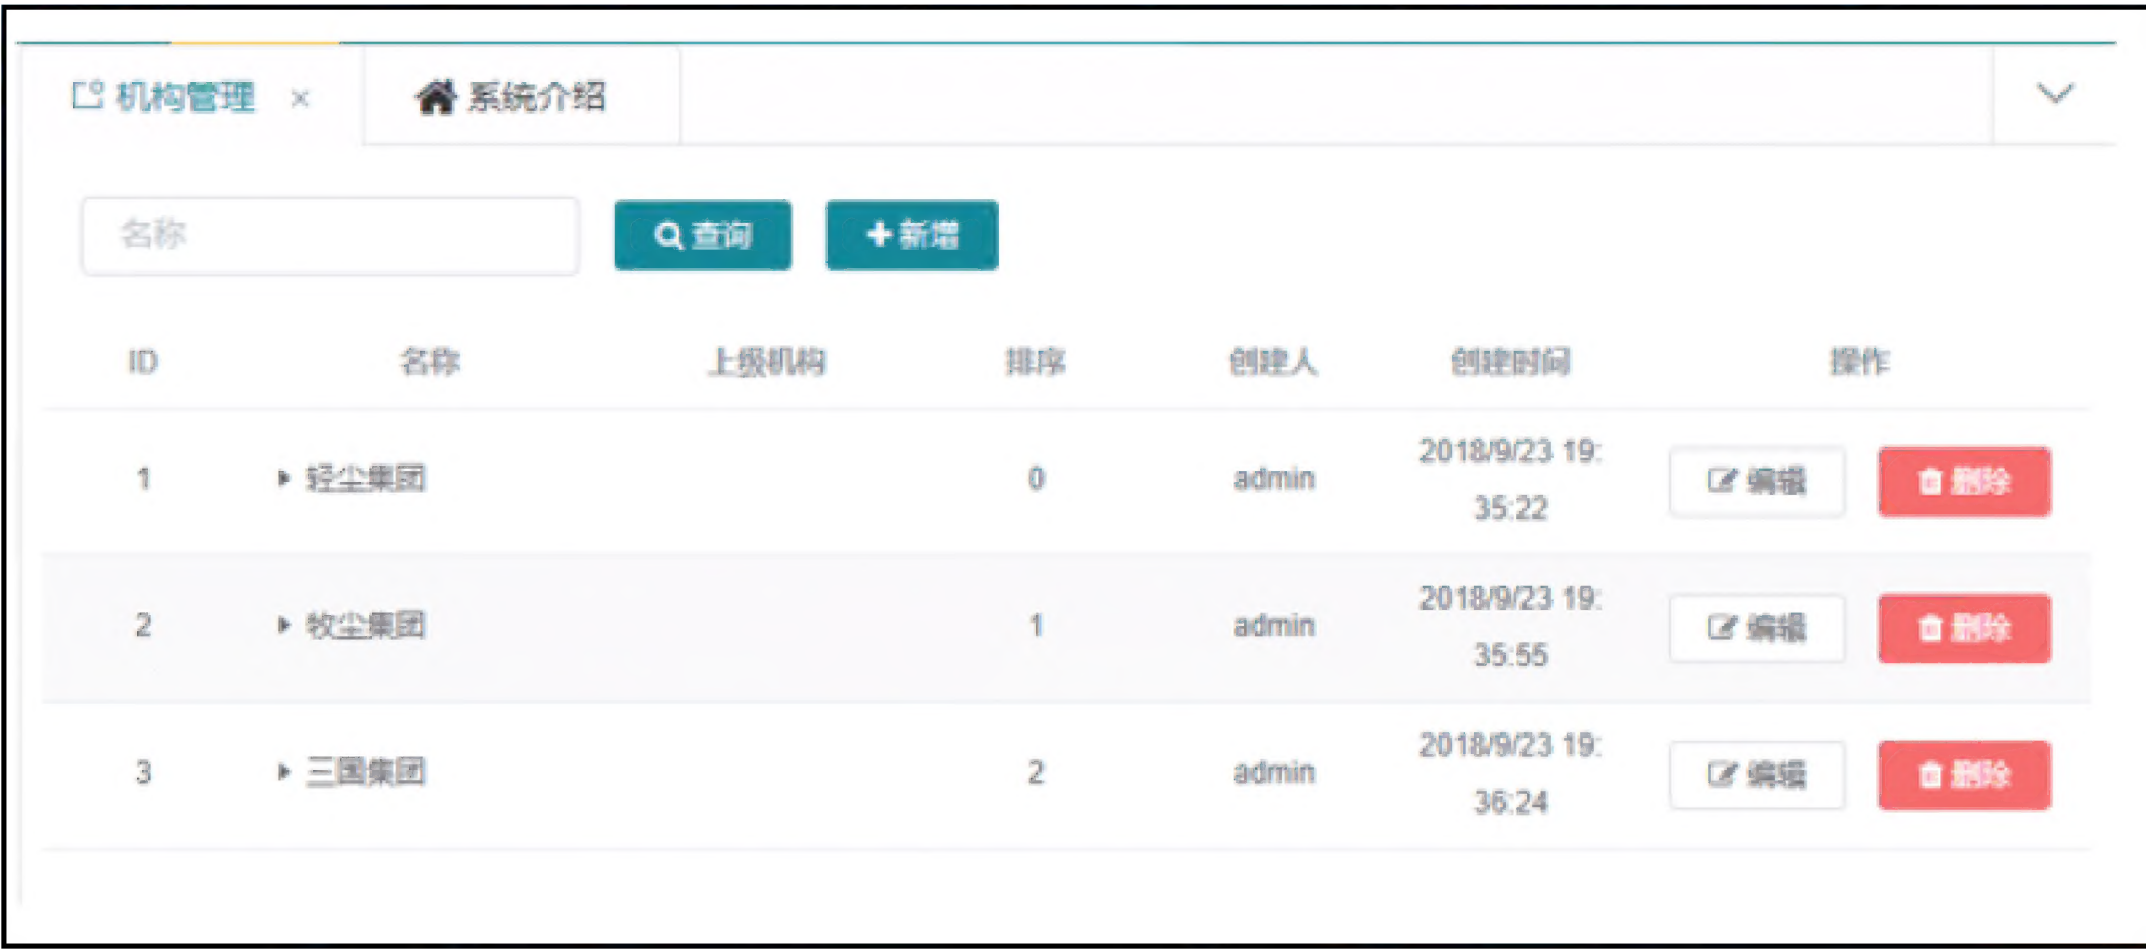 机构管理 × 系统介绍
名称 查询 +新增
ID 名称 上级机构 排序 创建人 创建时间 操作
1 轻尘集团 0 admin 2018/9/23 19:35:22 编辑 删除
2 牧尘集团 1 admin 2018/9/23 19:35:55 编辑 删除
3 三国集团 2 admin 2018/9/23 19:36:24 编辑 删除